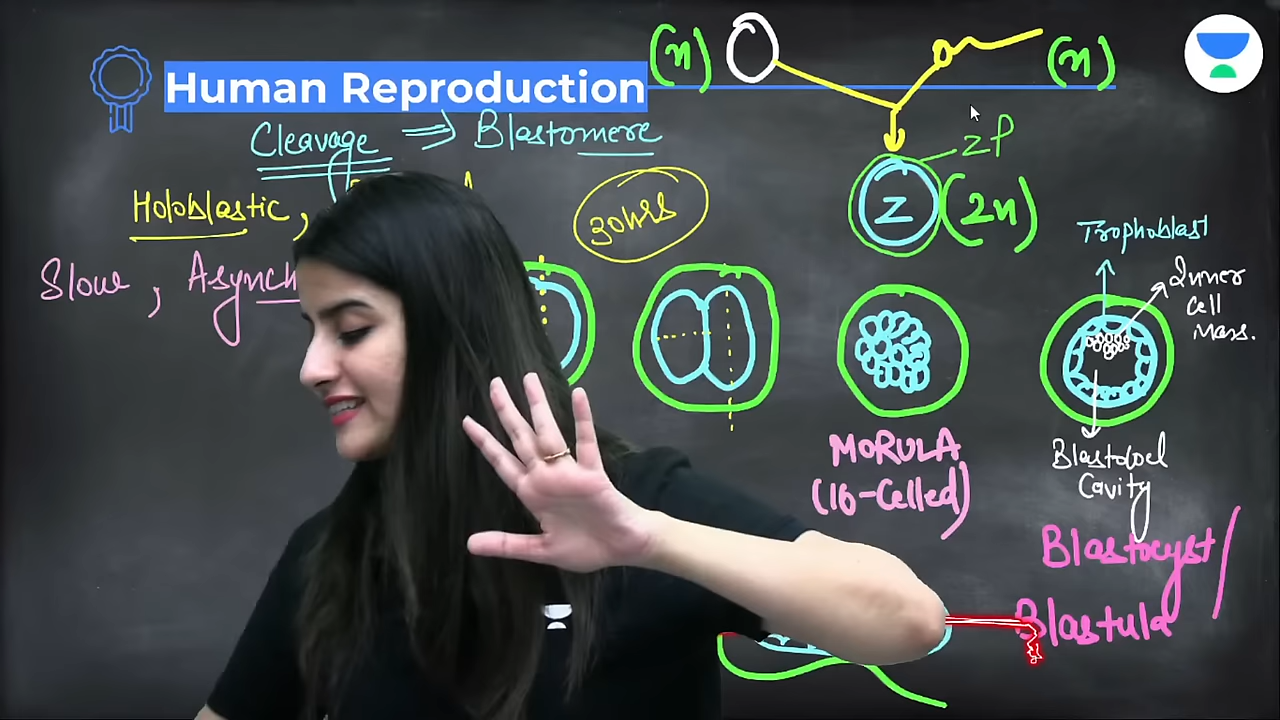 Human Reproduction
(n)
(n)
Cleavage ⇒ Blastomere
ZP
Holoblastic,
30hrs
Z (2n)
Slow, Asynch
Trophoblast
Inner
Cell
Mass.
MORULA
(16-Celled)
Blastocoel
Cavity
Blastocyst/
Blastula